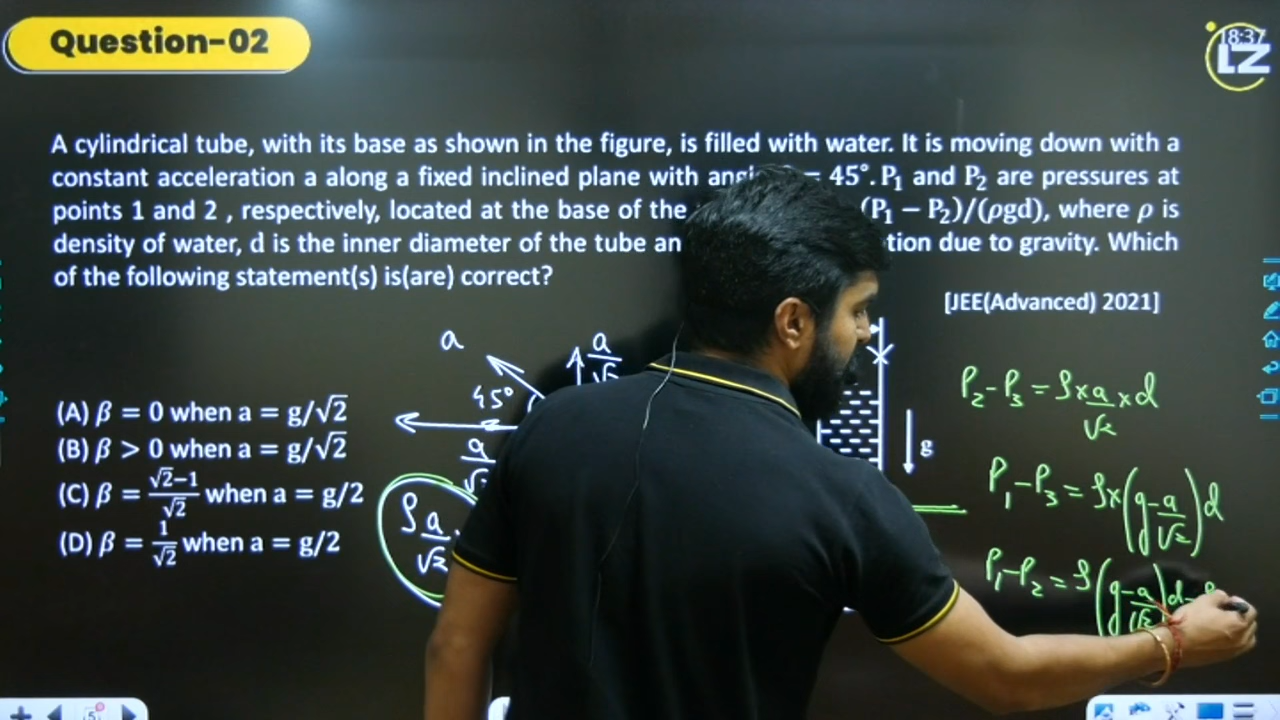 Question-02
18:37
LZ
A cylindrical tube, with its base as shown in the figure, is filled with water. It is moving down with a
constant acceleration a along a fixed inclined plane with = 45°. P₁ and P₂ are pressures at
points 1 and 2 , respectively, located at the base of the (P₁ − P₂)/(ρgd), where ρ is
density of water, d is the inner diameter of the tube due to gravity. Which
of the following statement(s) is(are) correct?
[JEE(Advanced) 2021]
(A) β = 0 when a = g/√2
(B) β > 0 when a = g/√2
(C) β = (√2−1)/√2 when a = g/2
(D) β = 1/√2 when a = g/2
a
45°
a/√2
a/√2
ρ a/√2
g
P₂-P₃ = ρ × a/√2 × d
P₁-P₃ = ρ × (g - a/√2) d
P₁-P₂ = ρ (g - a/√2) d -
5